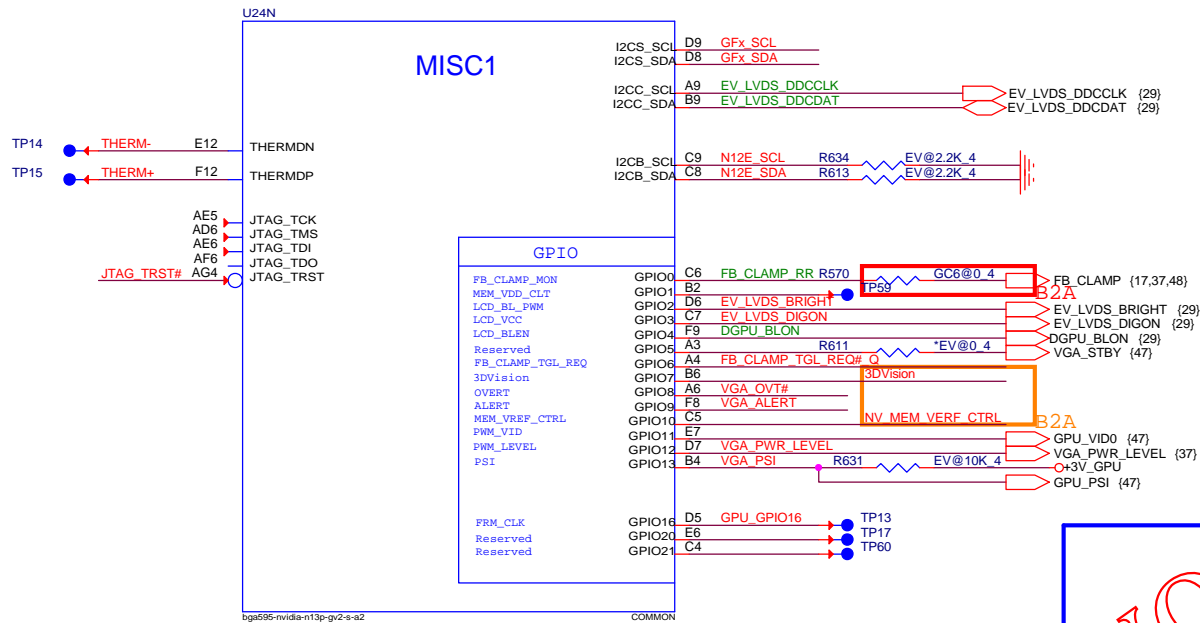 U24N
MISC1
I2CS_SCL D9 GFx_SCL
I2CS_SDA D8 GFx_SDA
I2CC_SCL A9 EV_LVDS_DDCCLK EV_LVDS_DDCCLK {29}
I2CC_SDA B9 EV_LVDS_DDCDAT EV_LVDS_DDCDAT {29}
TP14 THERM- E12 THERMDN
I2CB_SCL C9 N12E_SCL R634 EV@2.2K_4
TP15 THERM+ F12 THERMDP
I2CB_SDA C8 N12E_SDA R613 EV@2.2K_4
AE5 JTAG_TCK
AD6 JTAG_TMS
AE6 JTAG_TDI
AF6 JTAG_TDO
JTAG_TRST# AG4 JTAG_TRST
GPIO
FB_CLAMP_MON GPIO0 C6 FB_CLAMP_RR R570 GC6@0_4 FB_CLAMP {17,37,48}
MEM_VDD_CLT GPIO1 B2 TP59 B2A
LCD_BL_PWM GPIO2 D6 EV_LVDS_BRIGHT EV_LVDS_BRIGHT {29}
LCD_VCC GPIO3 C7 EV_LVDS_DIGON EV_LVDS_DIGON {29}
LCD_BLEN GPIO4 F9 DGPU_BLON DGPU_BLON {29}
Reserved GPIO5 A3 R611 *EV@0_4 VGA_STBY {47}
FB_CLAMP_TGL_REQ GPIO6 A4 FB_CLAMP_TGL_REQ#_Q
3DVision GPIO7 B6 3DVision
OVERT GPIO8 A6 VGA_OVT#
ALERT GPIO9 F8 VGA_ALERT
MEM_VREF_CTRL GPIO10 C5 NV_MEM_VERF_CTRL B2A
PWM_VID GPIO11 E7 GPU_VID0 {47}
PWM_LEVEL GPIO12 D7 VGA_PWR_LEVEL VGA_PWR_LEVEL {37}
PSI GPIO13 B4 VGA_PSI R631 EV@10K_4 +3V_GPU
GPU_PSI {47}
FRM_CLK GPIO16 D5 GPU_GPIO16 TP13
Reserved GPIO20 E6 TP17
Reserved GPIO21 C4 TP60
bga595-nvidia-n13p-gv2-s-a2 COMMON